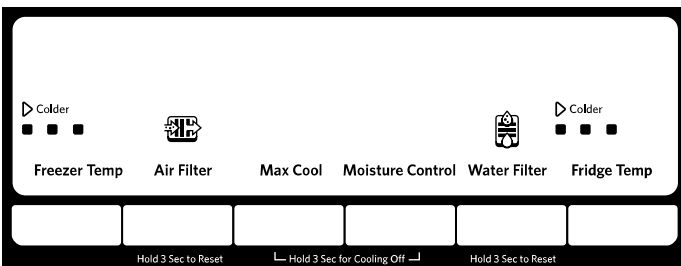 Colder
Colder
Freezer Temp Air Filter Max Cool Moisture Control Water Filter Fridge Temp
Hold 3 Sec to Reset Hold 3 Sec for Cooling Off Hold 3 Sec to Reset